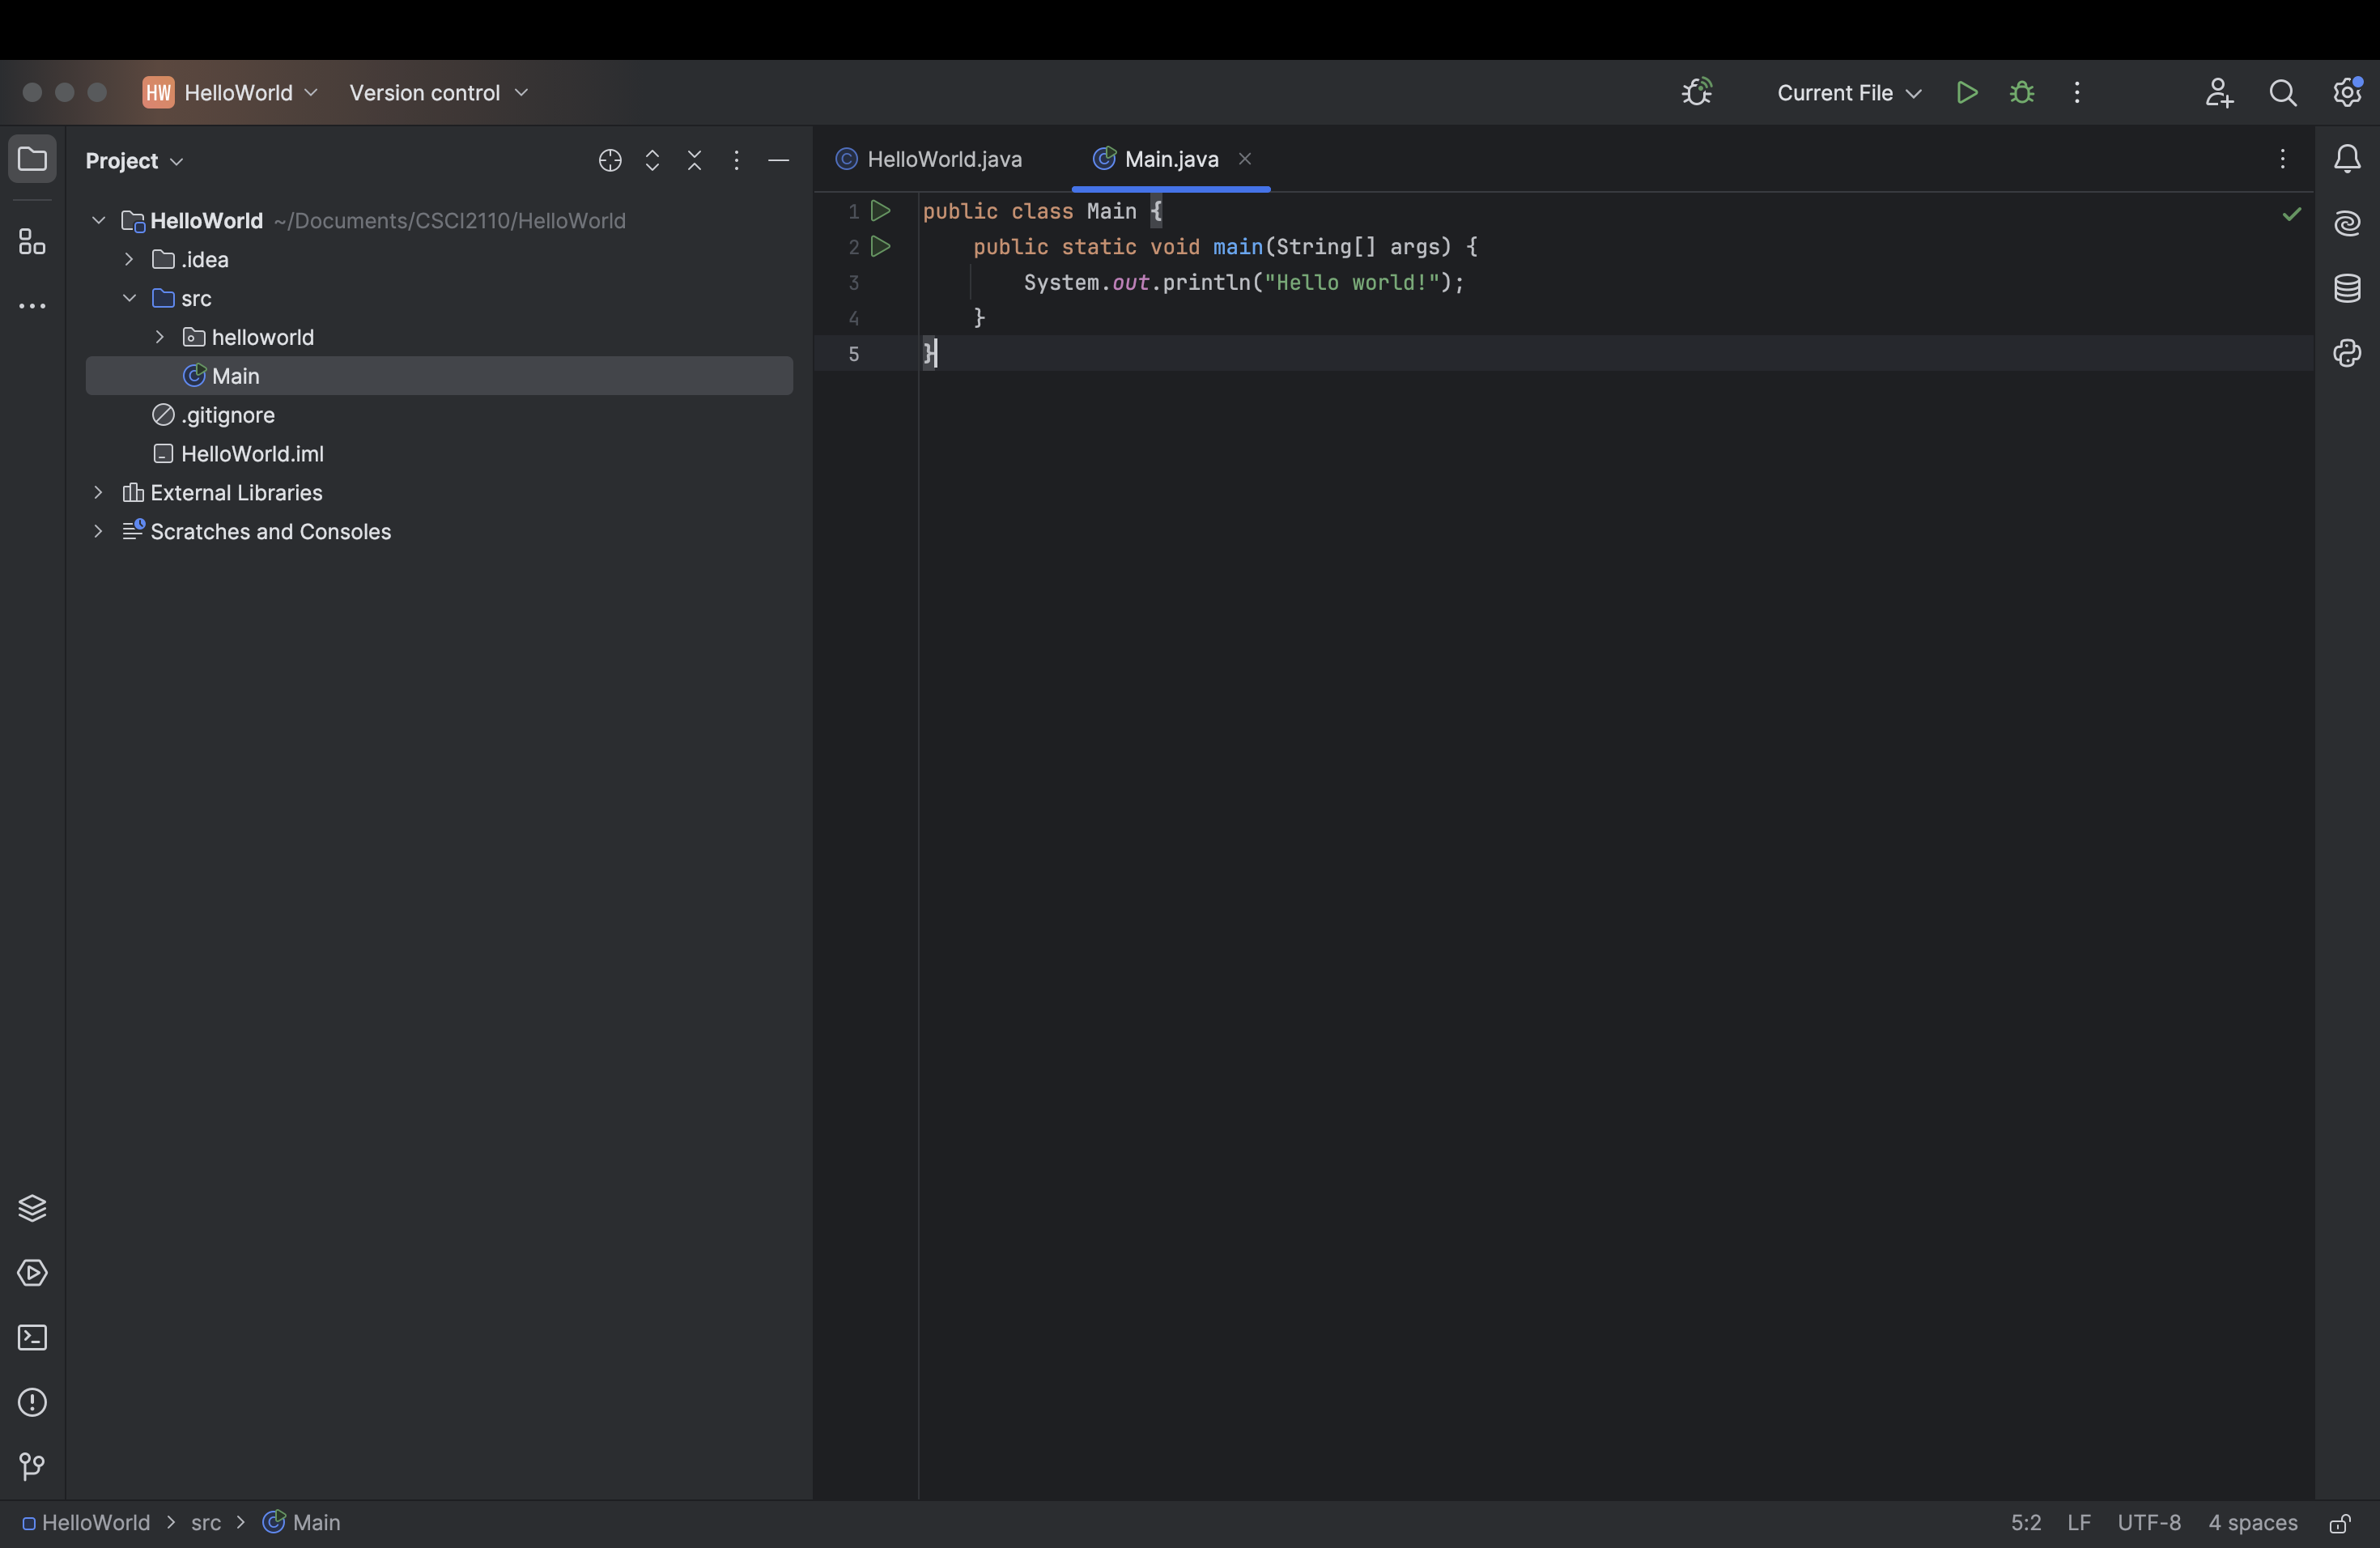 HW HelloWorld Version control Current File
Project
HelloWorld ~/Documents/CSCI2110/HelloWorld
.idea
src
helloworld
Main
.gitignore
HelloWorld.iml
External Libraries
Scratches and Consoles
HelloWorld.java Main.java
1 public class Main {
2 public static void main(String[] args) {
3 System.out.println("Hello world!");
4 }
5 }
HelloWorld > src > Main 5:2 LF UTF-8 4 spaces